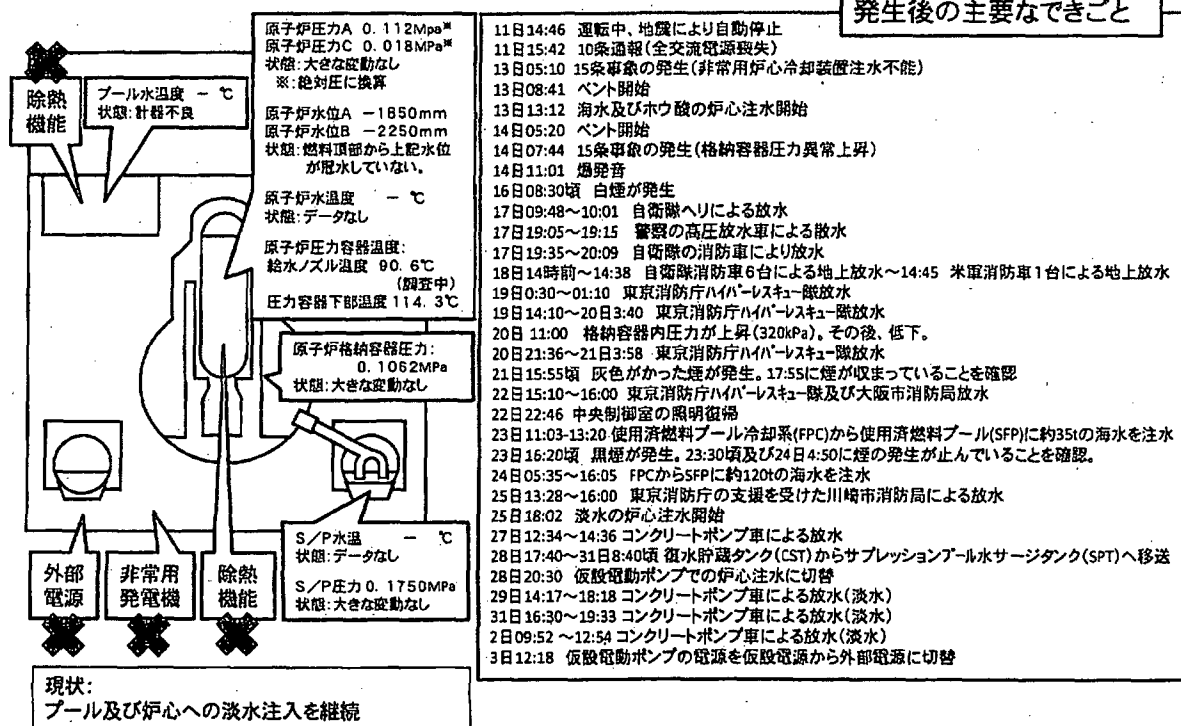 発生後の主要なできごと
原子炉圧力A 0.112Mpa※
原子炉圧力C 0.018MPa※
状態:大きな変動なし
※:絶対圧に換算
原子炉水位A -1850mm
原子炉水位B -2250mm
状態:燃料頂部から上記水位
が冠水していない。
原子炉水温度 - ℃
状態:データなし
原子炉圧力容器温度:
給水ノズル温度 90.6℃
(調査中)
圧力容器下部温度114.3℃
除熱
機能
プール水温度 - ℃
状態:計器不良
原子炉格納容器圧力:
0.1062MPa
状態:大きな変動なし
S/P水温 - ℃
状態:データなし
S/P圧力0.1750MPa
状態:大きな変動なし
外部
電源
非常用
発電機
除熱
機能
現状:
プール及び炉心への淡水注入を継続
11日14:46 運転中、地震により自動停止
11日15:42 10条通報(全交流電源喪失)
13日05:10 15条事象の発生(非常用炉心冷却装置注水不能)
13日08:41 ベント開始
13日13:12 海水及びホウ酸の炉心注水開始
14日05:20 ベント開始
14日07:44 15条事象の発生(格納容器圧力異常上昇)
14日11:01 爆発音
16日08:30頃 白煙が発生
17日09:48~10:01 自衛隊ヘリによる放水
17日19:05~19:15 警察の高圧放水車による散水
17日19:35~20:09 自衛隊の消防車により放水
18日14時前~14:38 自衛隊消防車6台による地上放水~14:45 米軍消防車1台による地上放水
19日0:30~01:10 東京消防庁ハイパーレスキュー隊放水
19日14:10~20日3:40 東京消防庁ハイパーレスキュー隊放水
20日 11:00 格納容器内圧力が上昇(320kPa)。その後、低下。
20日21:36~21日3:58 東京消防庁ハイパーレスキュー隊放水
21日15:55頃 灰色がかった煙が発生。17:55に煙が収まっていることを確認
22日15:10~16:00 東京消防庁ハイパーレスキュー隊及び大阪市消防局放水
22日22:46 中央制御室の照明復帰
23日11:03-13:20 使用済燃料プール冷却系(FPC)から使用済燃料プール(SFP)に約35tの海水を注水
23日16:20頃 黒煙が発生。23:30頃及び24日4:50に煙の発生が止んでいることを確認。
24日05:35~16:05 FPCからSFPに約120tの海水を注水
25日13:28~16:00 東京消防庁の支援を受けた川崎市消防局による放水
25日18:02 淡水の炉心注水開始
27日12:34~14:36 コンクリートポンプ車による放水
28日17:40~31日8:40頃 復水貯蔵タンク(CST)からサプレッションプール水サージタンク(SPT)へ移送
28日20:30 仮設電動ポンプでの炉心注水に切替
29日14:17~18:18 コンクリートポンプ車による放水(淡水)
31日16:30~19:33 コンクリートポンプ車による放水(淡水)
2日09:52 ~12:54 コンクリートポンプ車による放水(淡水)
3日12:18 仮設電動ポンプの電源を仮設電源から外部電源に切替